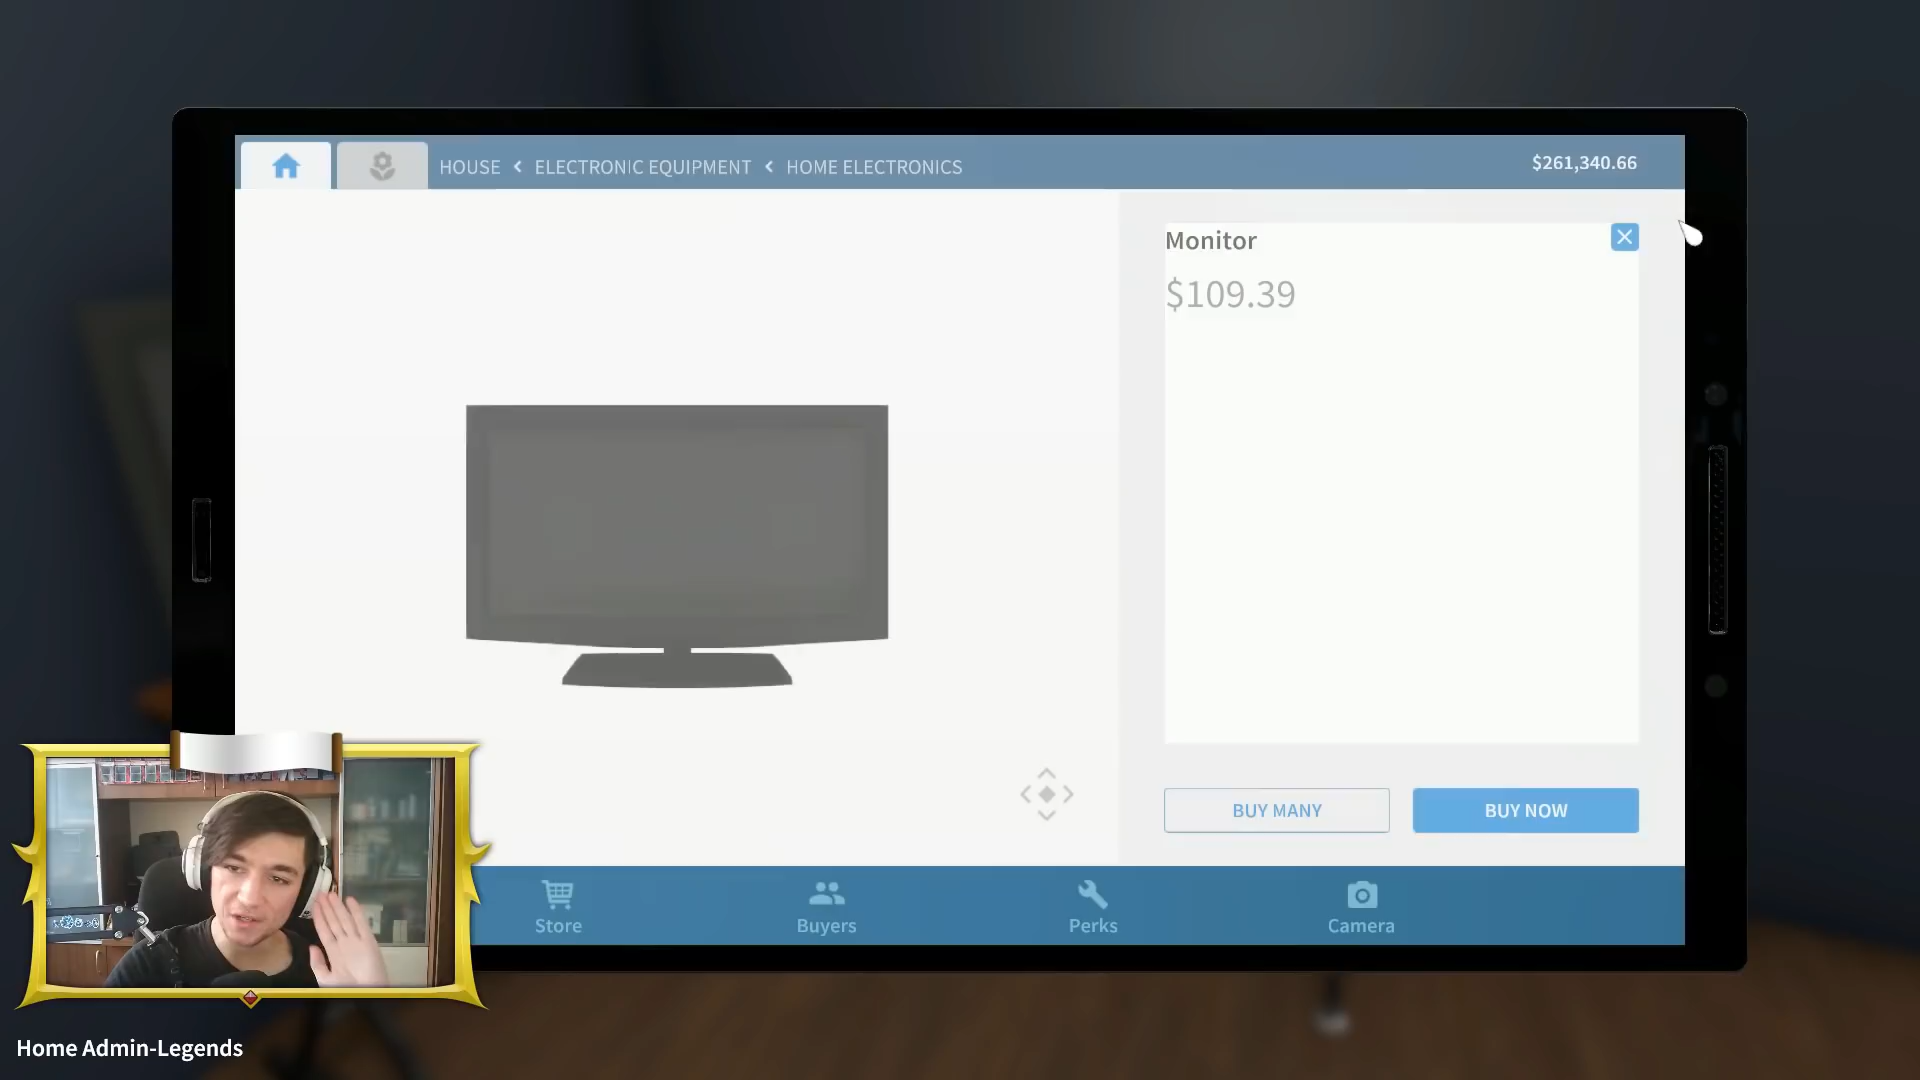 HOUSE < ELECTRONIC EQUIPMENT < HOME ELECTRONICS
$261,340.66
Monitor
$109.39
BUY MANY
BUY NOW
Store
Buyers
Perks
Camera
Home Admin-Legends